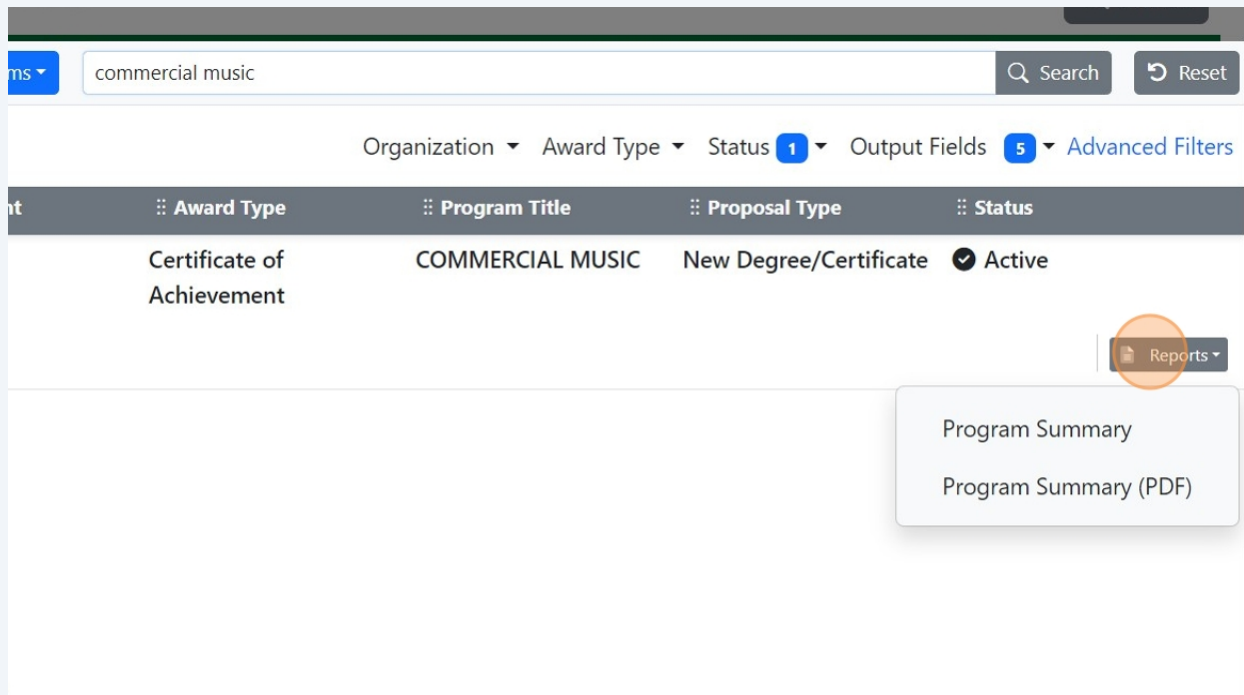 ms
commercial music
Search
Reset
Organization Award Type Status 1 Output Fields 5 Advanced Filters
nt Award Type Program Title Proposal Type Status
Certificate of COMMERCIAL MUSIC New Degree/Certificate Active
Achievement
Reports
Program Summary
Program Summary (PDF)